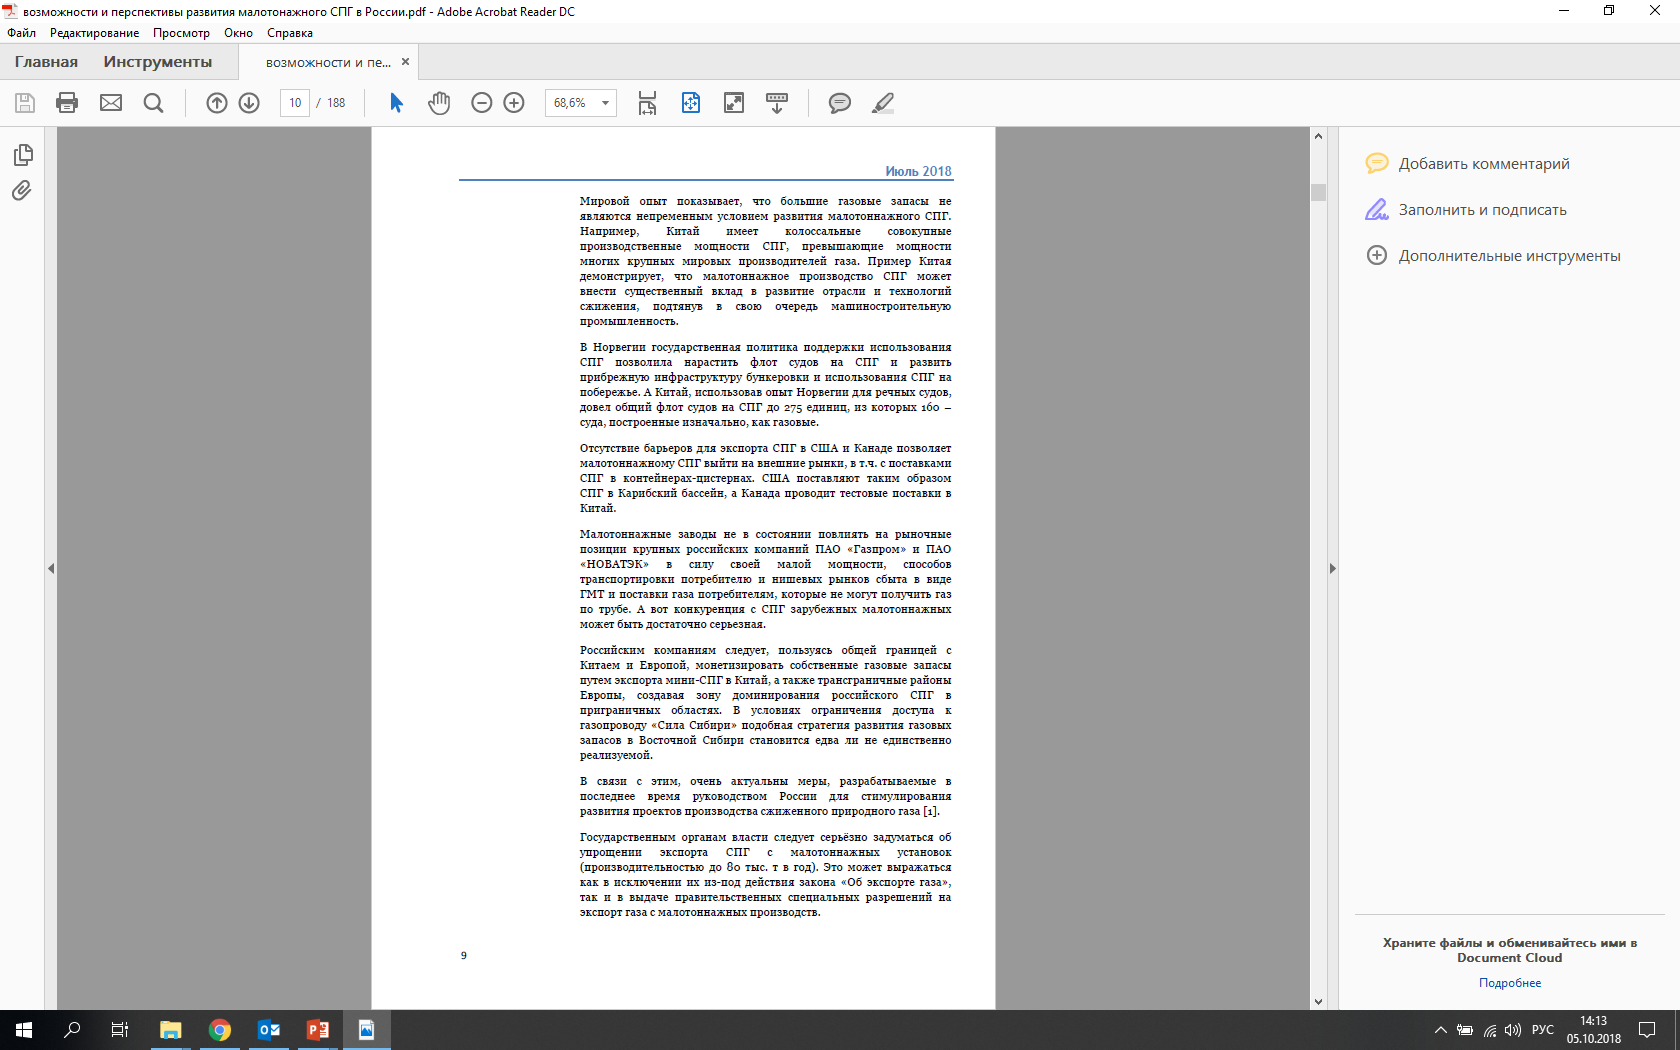 возможности и перспективы развития малотонажного СПГ в России.pdf - Adobe Acrobat Reader DC
Файл Редактирование Просмотр Окно Справка
Главная Инструменты возможности и пе... ×
10 / 188 68,6%
Июль 2018
Мировой опыт показывает, что большие газовые запасы не
являются непременным условием развития малотоннажного СПГ.
Например, Китай имеет колоссальные совокупные
производственные мощности СПГ, превышающие мощности
многих крупных мировых производителей газа. Пример Китая
демонстрирует, что малотоннажное производство СПГ может
внести существенный вклад в развитие отрасли и технологий
сжижения, подтянув в свою очередь машиностроительную
промышленность.
В Норвегии государственная политика поддержки использования
СПГ позволила нарастить флот судов на СПГ и развить
прибрежную инфраструктуру бункеровки и использования СПГ на
побережье. А Китай, использовав опыт Норвегии для речных судов,
довел общий флот судов на СПГ до 275 единиц, из которых 160 –
суда, построенные изначально, как газовые.
Отсутствие барьеров для экспорта СПГ в США и Канаде позволяет
малотоннажному СПГ выйти на внешние рынки, в т.ч. с поставками
СПГ в контейнерах-цистернах. США поставляют таким образом
СПГ в Карибский бассейн, а Канада проводит тестовые поставки в
Китай.
Малотоннажные заводы не в состоянии повлиять на рыночные
позиции крупных российских компаний ПАО «Газпром» и ПАО
«НОВАТЭК» в силу своей малой мощности, способов
транспортировки потребителю и нишевых рынков сбыта в виде
ГМТ и поставки газа потребителям, которые не могут получить газ
по трубе. А вот конкуренция с СПГ зарубежных малотоннажных
может быть достаточно серьезная.
Российским компаниям следует, пользуясь общей границей с
Китаем и Европой, монетизировать собственные газовые запасы
путем экспорта мини-СПГ в Китай, а также трансграничные районы
Европы, создавая зону доминирования российского СПГ в
приграничных областях. В условиях ограничения доступа к
газопроводу «Сила Сибири» подобная стратегия развития газовых
запасов в Восточной Сибири становится едва ли не единственно
реализуемой.
В связи с этим, очень актуальны меры, разрабатываемые в
последнее время руководством России для стимулирования
развития проектов производства сжиженного природного газа [1].
Государственным органам власти следует серьёзно задуматься об
упрощении экспорта СПГ с малотоннажных установок
(производительностью до 80 тыс. т в год). Это может выражаться
как в исключении их из-под действия закона «Об экспорте газа»,
так и в выдаче правительственных специальных разрешений на
экспорт газа с малотоннажных производств.
9
Добавить комментарий
Заполнить и подписать
Дополнительные инструменты
Храните файлы и обменивайтесь ими в
Document Cloud
Подробнее
РУС
14:13
05.10.2018